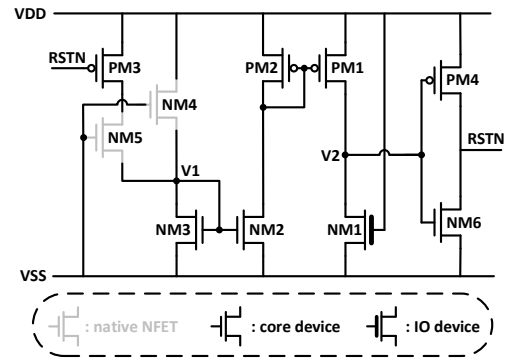 VDD
RSTN
PM3
NM4
NM5
PM2
PM1
PM4
V1
V2
RSTN
NM3
NM2
NM1
NM6
VSS
: native NFET
: core device
: IO device